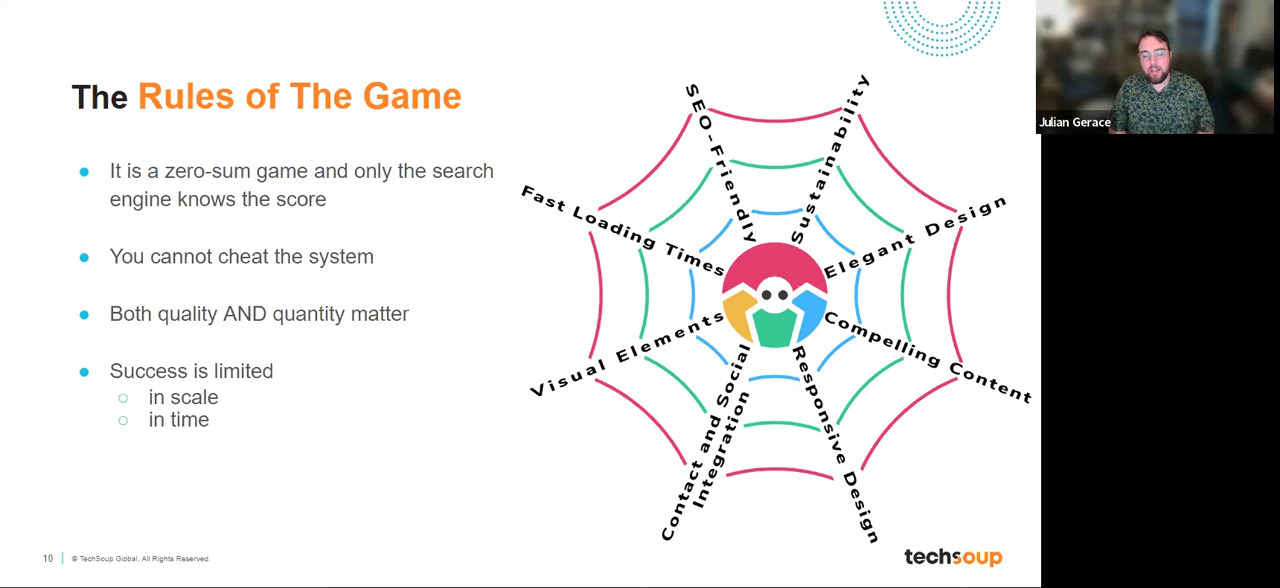 The Rules of The Game
It is a zero-sum game and only the search
engine knows the score
You cannot cheat the system
Both quality AND quantity matter
Success is limited
in scale
in time
SEO-Friendly
Sustainability
Fast Loading Times
Elegant Design
Visual Elements
Compelling Content
Contact and Social
Integration
Responsive Design
10
© TechSoup Global. All Rights Reserved.
techsoup
Julian Gerace